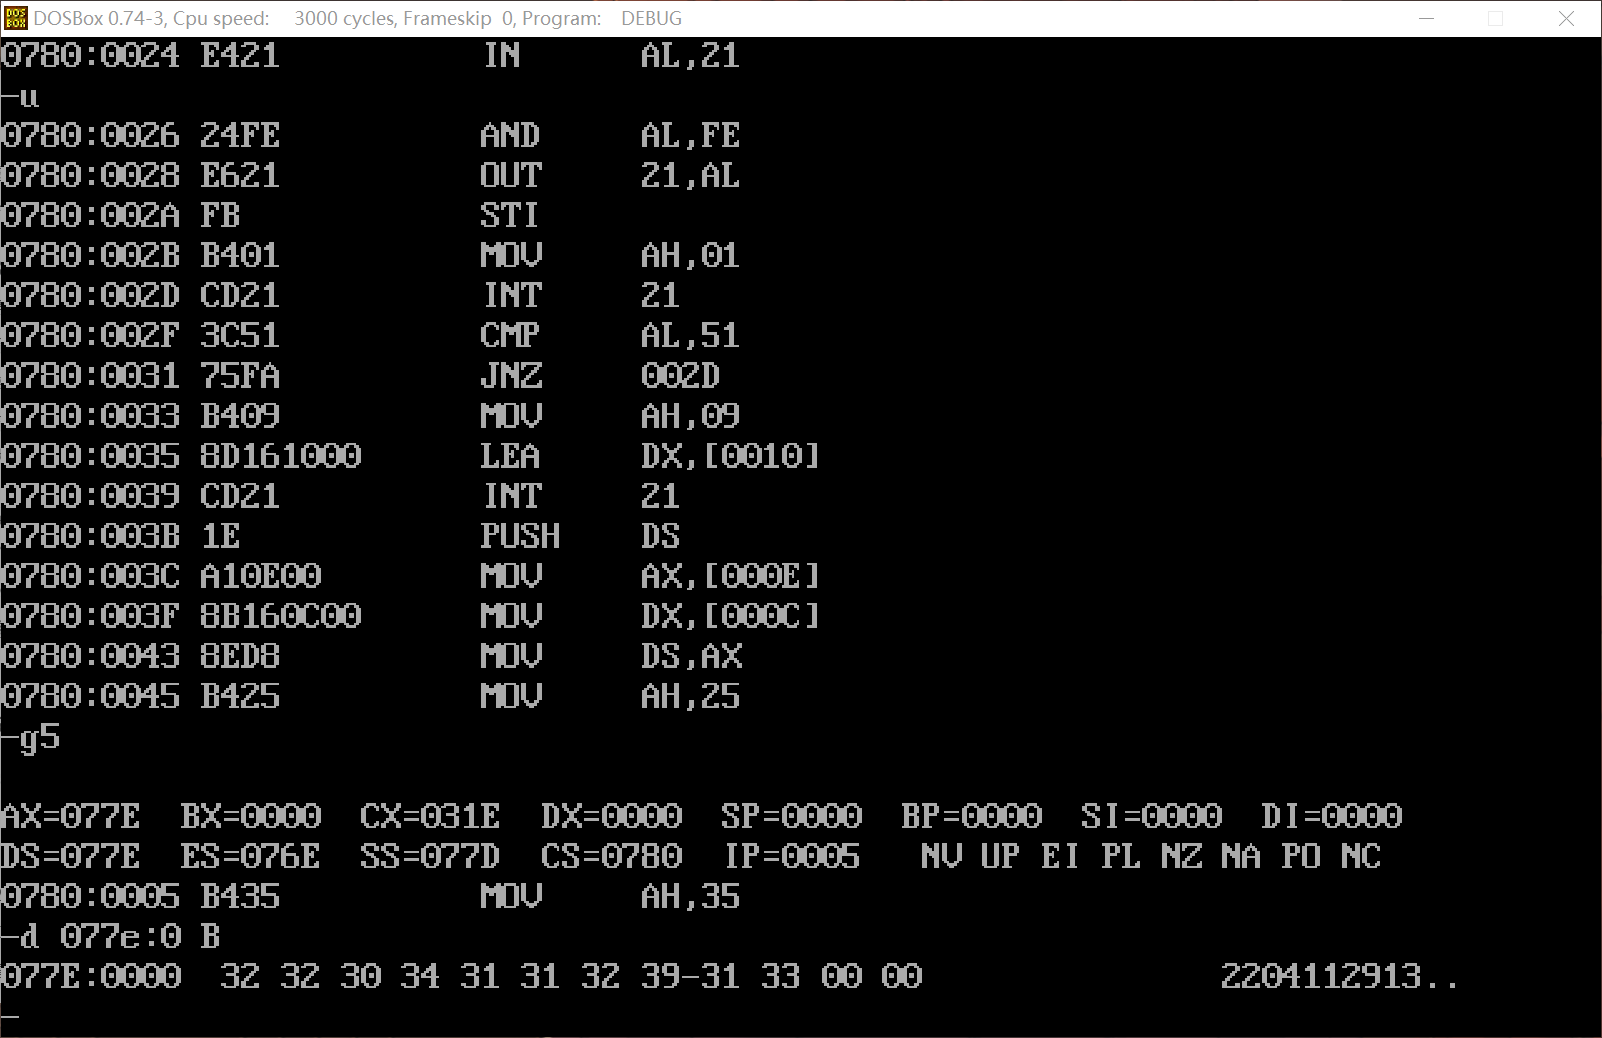 DOS BOX DOSBox 0.74-3, Cpu speed: 3000 cycles, Frameskip 0, Program: DEBUG
0780:0024 E421 IN AL,21
-u
0780:0026 24FE AND AL,FE
0780:0028 E621 OUT 21,AL
0780:002A FB STI
0780:002B B401 MOV AH,01
0780:002D CD21 INT 21
0780:002F 3C51 CMP AL,51
0780:0031 75FA JNZ 002D
0780:0033 B409 MOV AH,09
0780:0035 8D161000 LEA DX,[0010]
0780:0039 CD21 INT 21
0780:003B 1E PUSH DS
0780:003C A10E00 MOV AX,[000E]
0780:003F 8B160C00 MOV DX,[000C]
0780:0043 8ED8 MOV DS,AX
0780:0045 B425 MOV AH,25
-g5
AX=077E BX=0000 CX=031E DX=0000 SP=0000 BP=0000 SI=0000 DI=0000
DS=077E ES=076E SS=077D CS=0780 IP=0005 NV UP EI PL NZ NA PO NC
0780:0005 B435 MOV AH,35
-d 077e:0 B
077E:0000 32 32 30 34 31 31 32 39-31 33 00 00 2204112913..
-